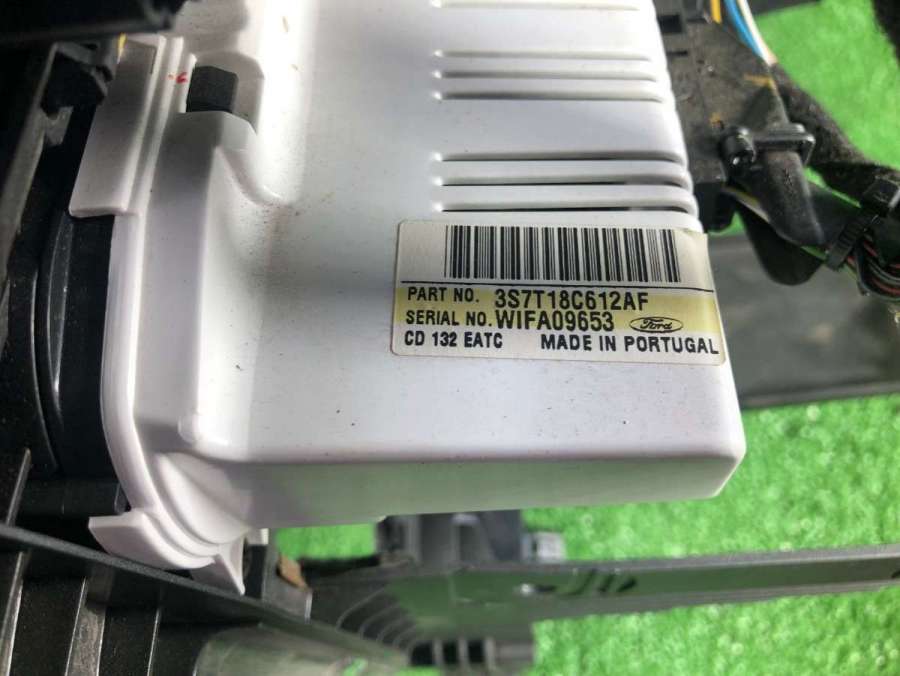 PART NO. 3S7T18C612AF
SERIAL NO. WIFA09653 Ford
CD 132 EATC MADE IN PORTUGAL